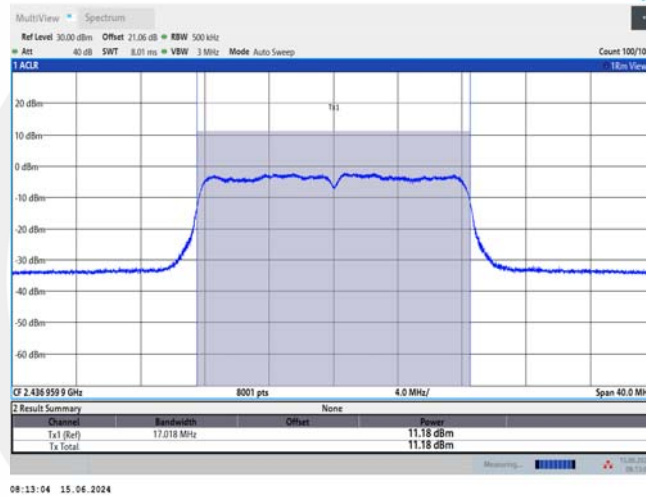 MultiView Spectrum
Ref Level 30.00 dBm Offset 21.06 dB RBW 500 kHz
Att 40 dB SWT 8.01 ms VBW 3 MHz Mode Auto Sweep Count 100/10
1 ACLR 1Rm View
Tx1
20 dBm
10 dBm
0 dBm
-10 dBm
-20 dBm
-30 dBm
-40 dBm
-50 dBm
-60 dBm
CF 2.436 959 9 GHz 8001 pts 4.0 MHz/ Span 40.0 MH
2 Result Summary None
Channel Bandwidth Offset Power
Tx1 (Ref) 17.018 MHz 11.18 dBm
Tx Total 11.18 dBm
Measuring...
08:13:04 15.06.2024